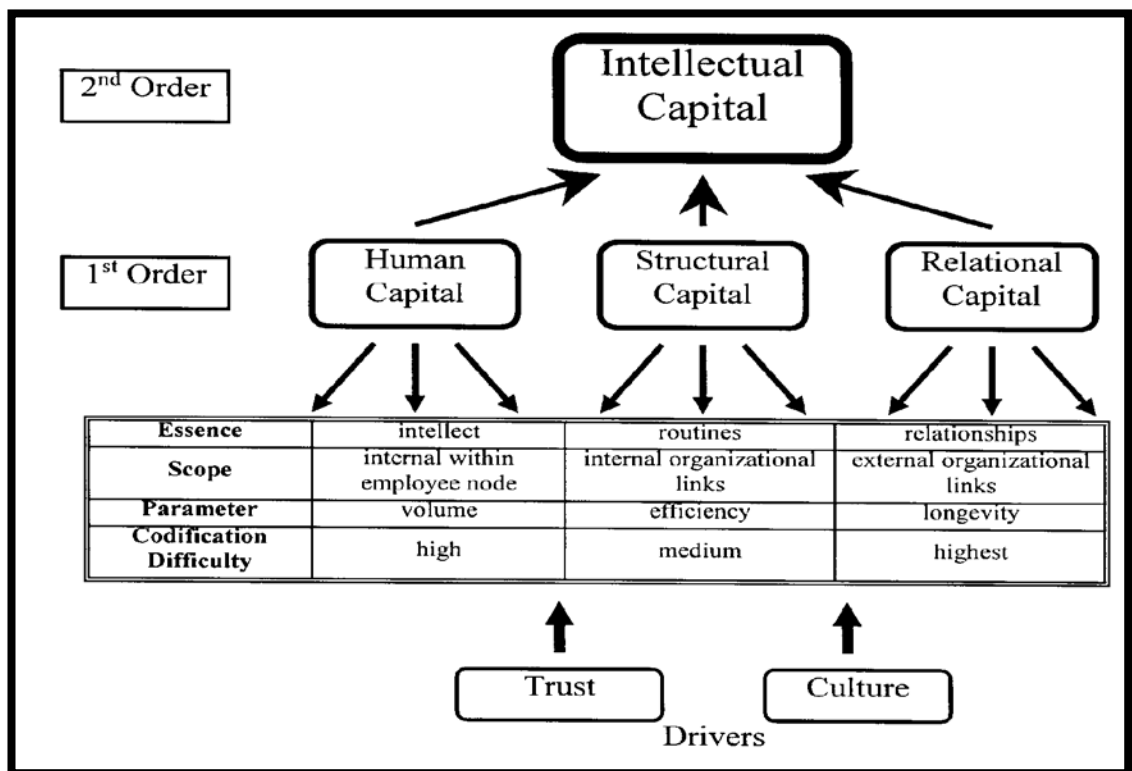 2nd Order
Intellectual
Capital
1st Order
Human
Capital
Structural
Capital
Relational
Capital
Essence
intellect
routines
relationships
Scope
internal within
employee node
internal organizational
links
external organizational
links
Parameter
volume
efficiency
longevity
Codification
Difficulty
high
medium
highest
Trust
Culture
Drivers